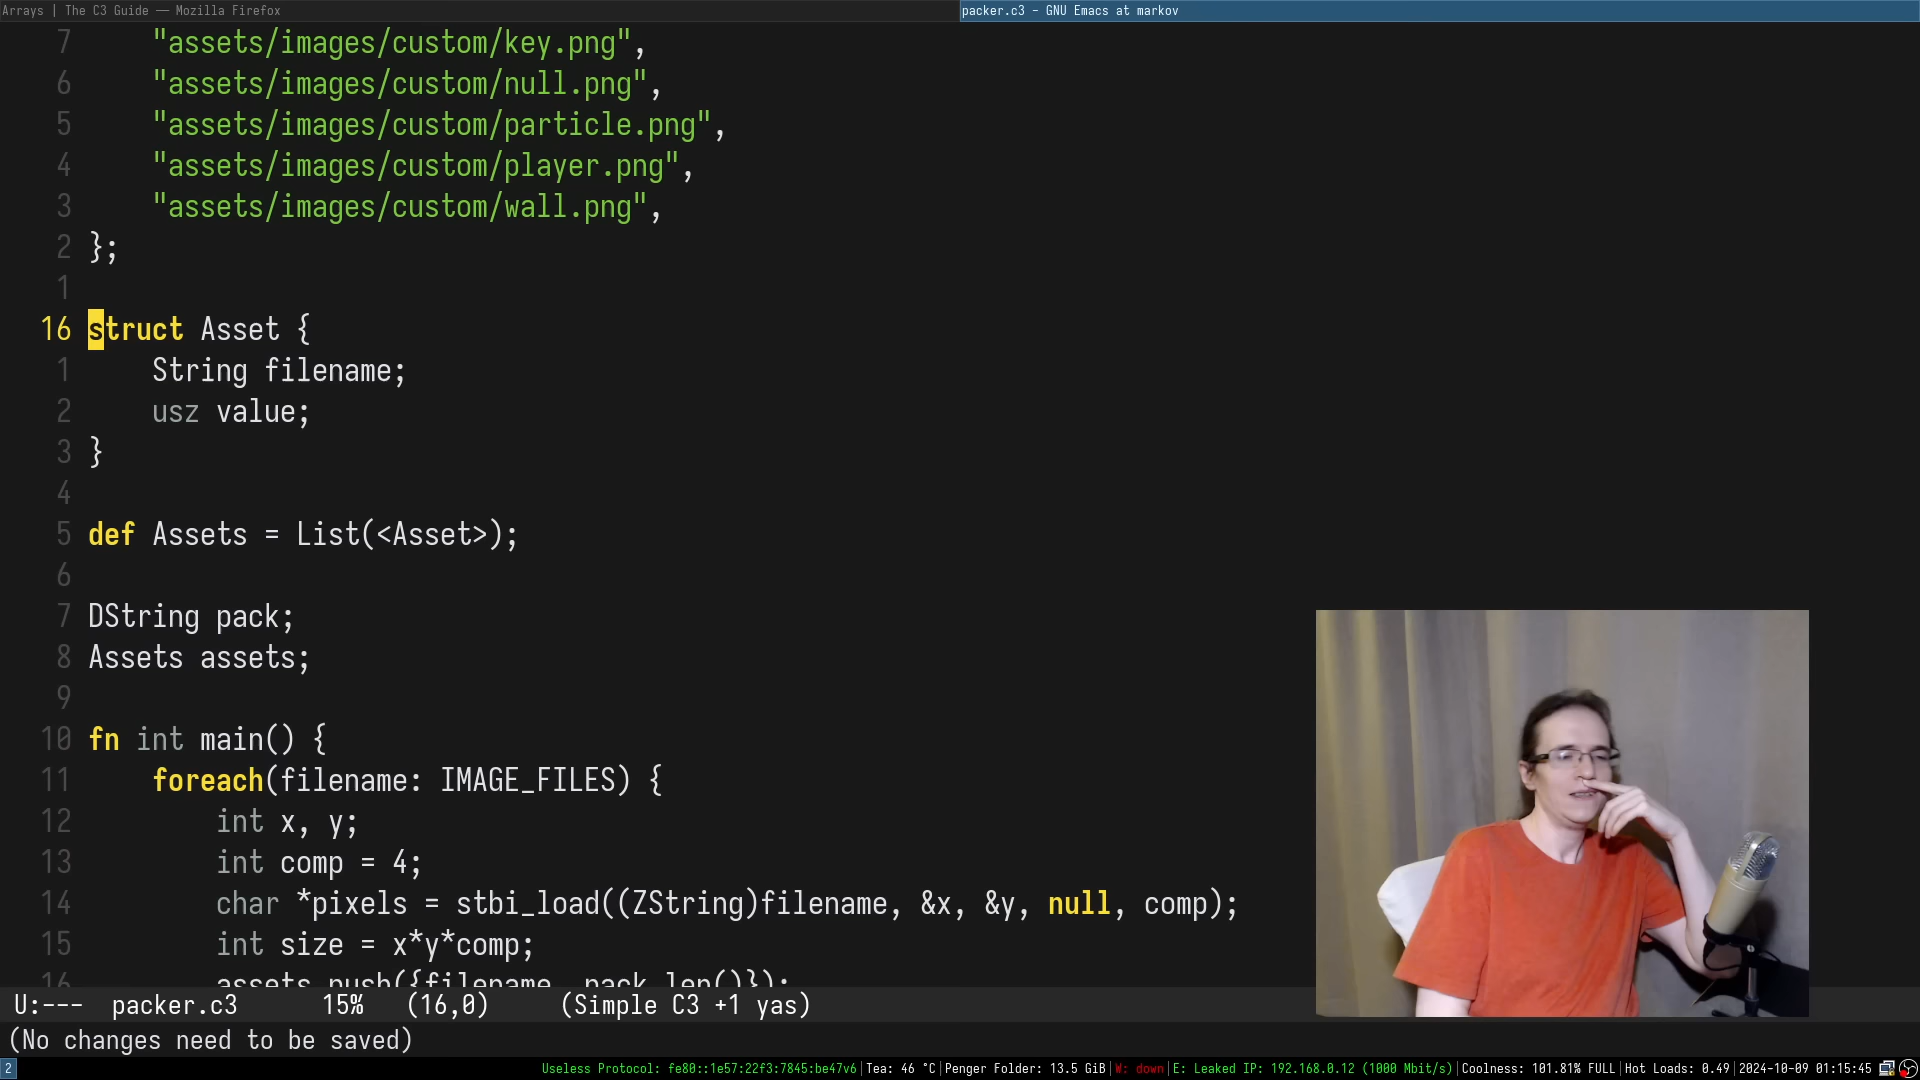 Arrays | The C3 Guide — Mozilla Firefox
packer.c3 - GNU Emacs at markov
7 "assets/images/custom/key.png",
6 "assets/images/custom/null.png",
5 "assets/images/custom/particle.png",
4 "assets/images/custom/player.png",
3 "assets/images/custom/wall.png",
2 };
1
16 struct Asset {
1 String filename;
2 usz value;
3 }
4
5 def Assets = List(<Asset>);
6
7 DString pack;
8 Assets assets;
9
10 fn int main() {
11 foreach(filename: IMAGE_FILES) {
12 int x, y;
13 int comp = 4;
14 char *pixels = stbi_load((ZString)filename, &x, &y, null, comp);
15 int size = x*y*comp;
16 assets.push({filename, pack.len()});
U:--- packer.c3 15% (16,0) (Simple C3 +1 yas)
(No changes need to be saved)
2 Useless Protocol: fe80::1e57:22f3:7845:be47v6|Tea: 46 °C|Penger Folder: 13.5 GiB|W: down|E: Leaked IP: 192.168.0.12 (1000 Mbit/s)|Coolness: 101.81% FULL|Hot Loads: 0.49|2024-10-09 01:15:45